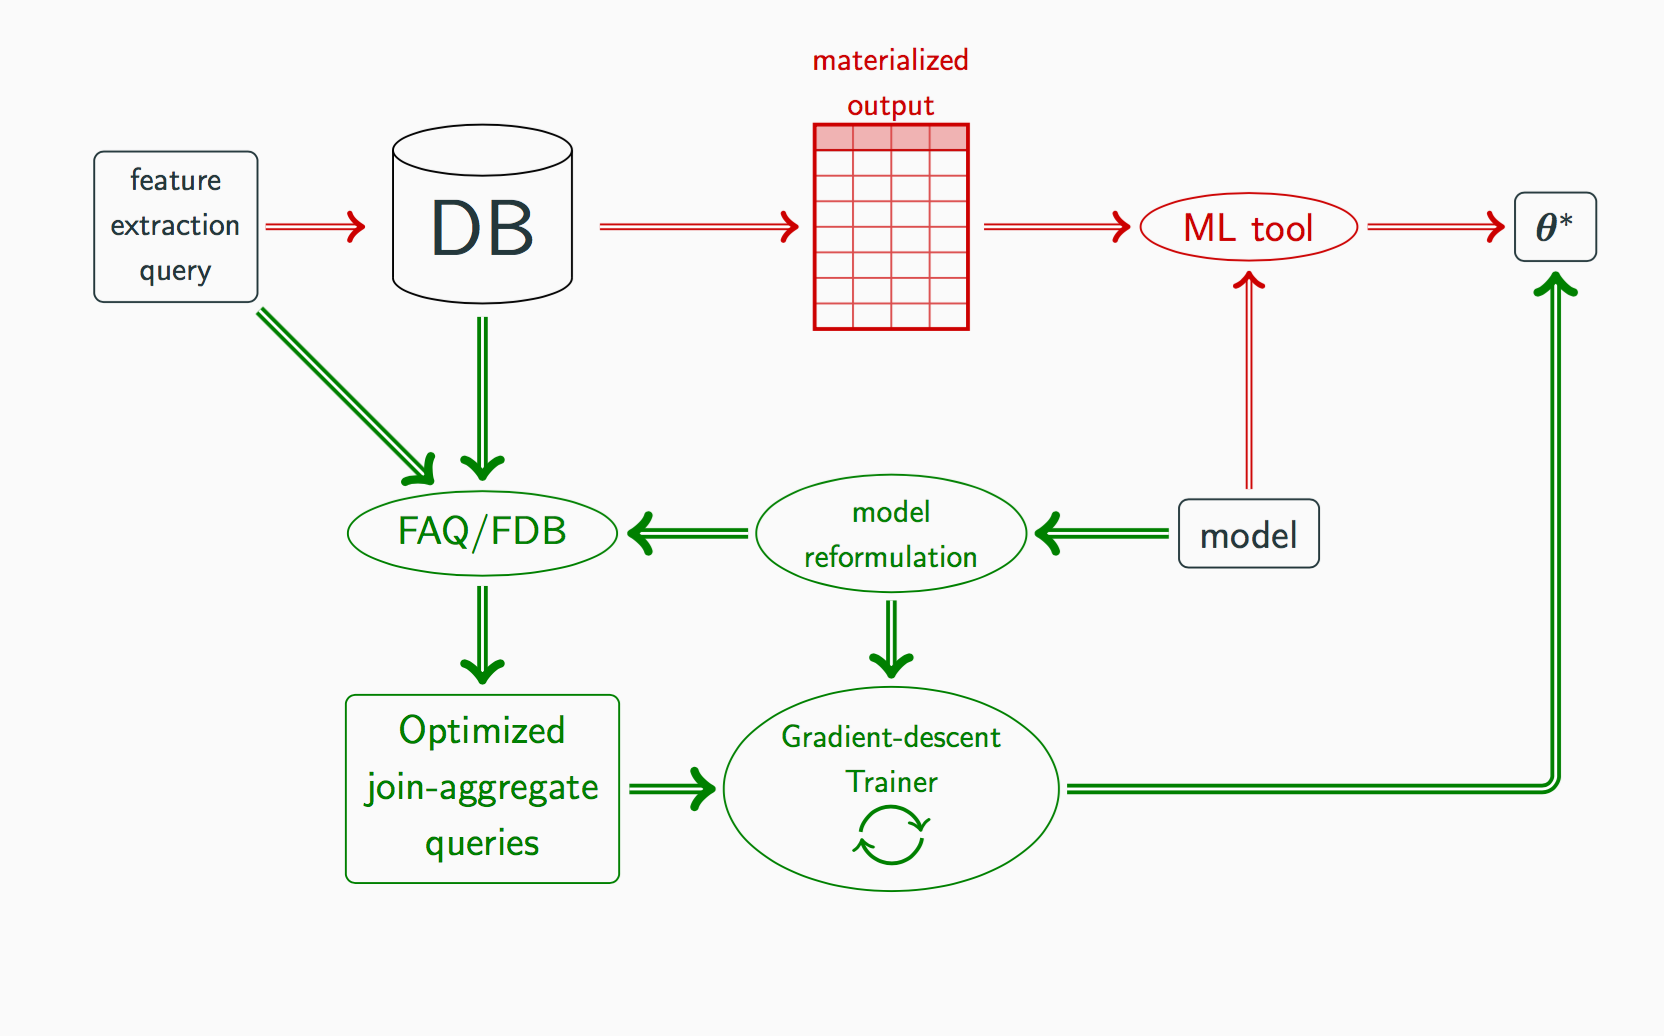 materialized
output
feature
extraction
query
DB
ML tool
θ*
FAQ/FDB
model
reformulation
model
Optimized
join-aggregate
queries
Gradient-descent
Trainer